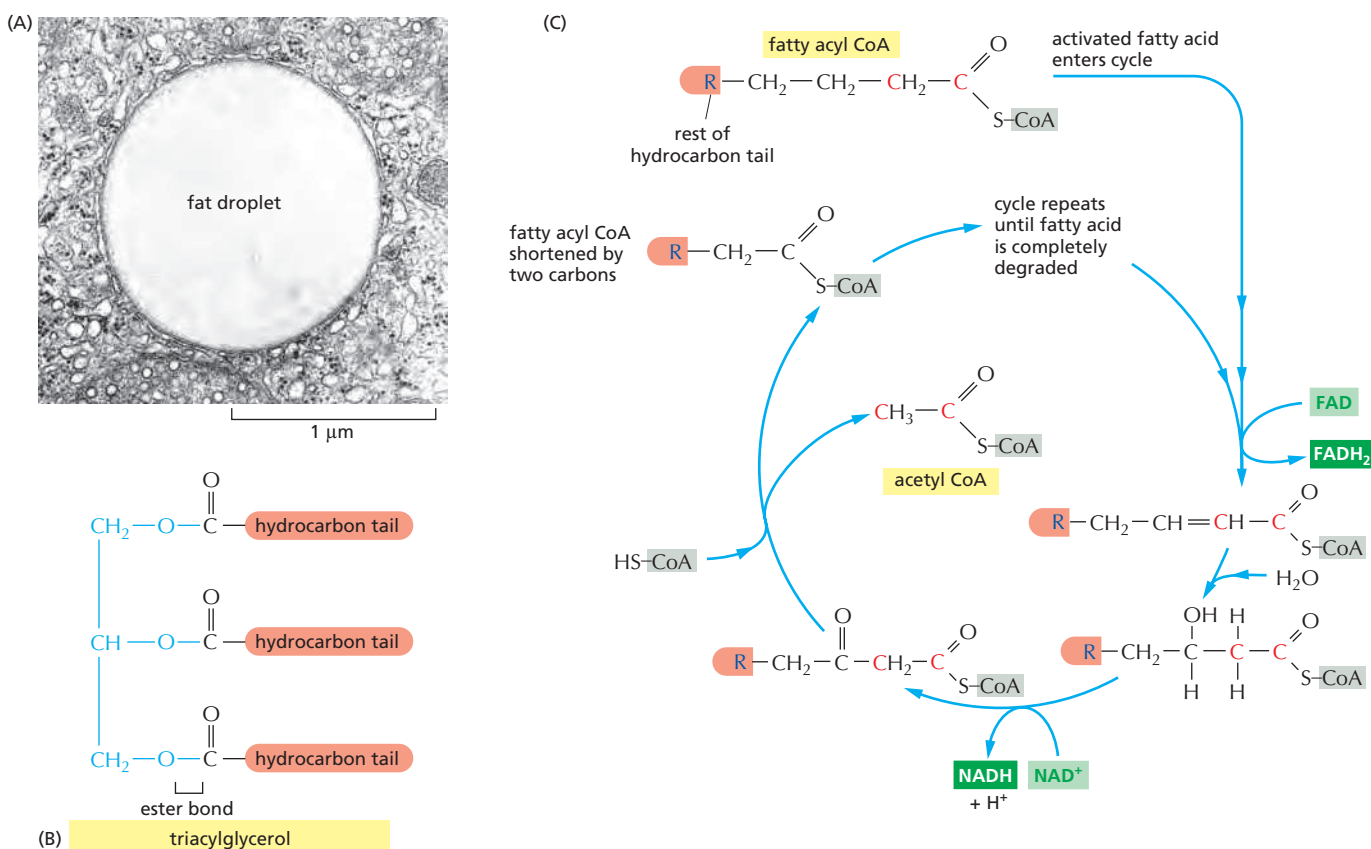 (A)
fat droplet
1 µm
CH₂—O—C—hydrocarbon tail
O
CH—O—C—hydrocarbon tail
O
CH₂—O—C—hydrocarbon tail
O
ester bond
(B)
triacylglycerol
(C)
fatty acyl CoA
R—CH₂—CH₂—CH₂—C
O
S–CoA
rest of
hydrocarbon tail
activated fatty acid
enters cycle
fatty acyl CoA
shortened by
two carbons
R—CH₂—C
O
S–CoA
cycle repeats
until fatty acid
is completely
degraded
FAD
FADH₂
CH₃—C
O
S–CoA
acetyl CoA
R—CH₂—CH=CH—C
O
S–CoA
H₂O
HS–CoA
O
O
R—CH₂—C—CH₂—C
S–CoA
OH H
O
R—CH₂—C—C—C
S–CoA
H H
NADH
+ H⁺
NAD⁺